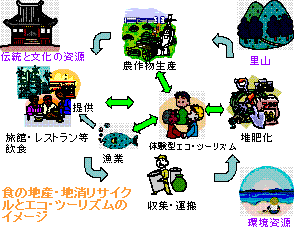 伝統と文化の資源
農作物生産
里山
提供
旅館・レストラン等
飲食
漁業
体験型エコ・ツーリズム
堆肥化
収集・運搬
食の地産・地消リサイク
ルとエコ・ツーリズムの
イメージ
環境資源